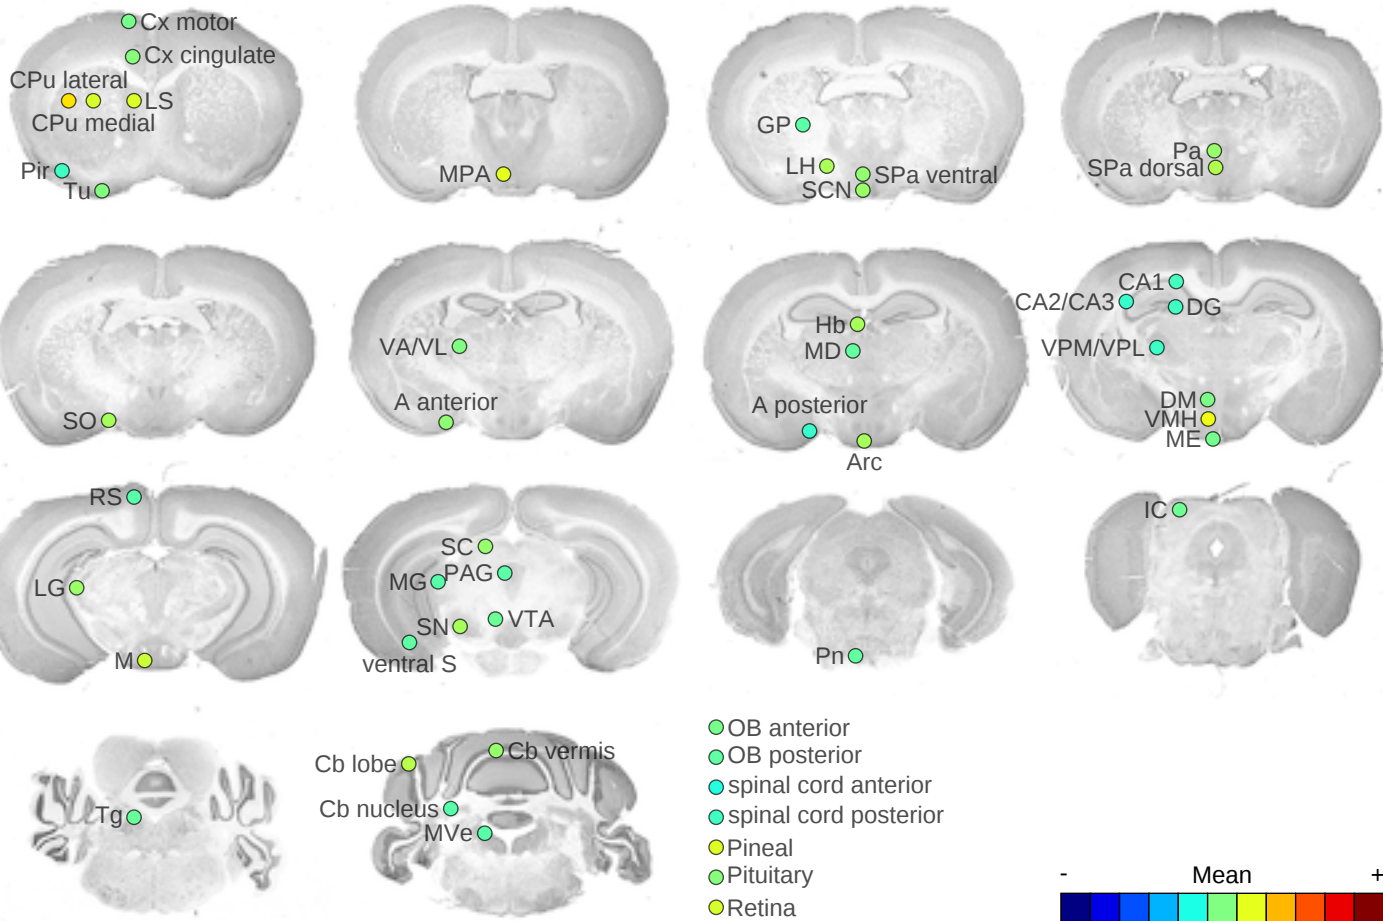 Cx motor
Cx cingulate
CPu lateral
LS
CPu medial
Pir
Tu
MPA
GP
LH
SPa ventral
SCN
Pa
SPa dorsal
SO
VA/VL
A anterior
Hb
MD
A posterior
Arc
CA1
CA2/CA3
DG
VPM/VPL
DM
VMH
ME
RS
LG
M
SC
MG
PAG
SN
VTA
ventral S
Pn
IC
Tg
Cb lobe
Cb vermis
Cb nucleus
MVe
OB anterior
OB posterior
spinal cord anterior
spinal cord posterior
Pineal
Pituitary
Retina
- Mean +